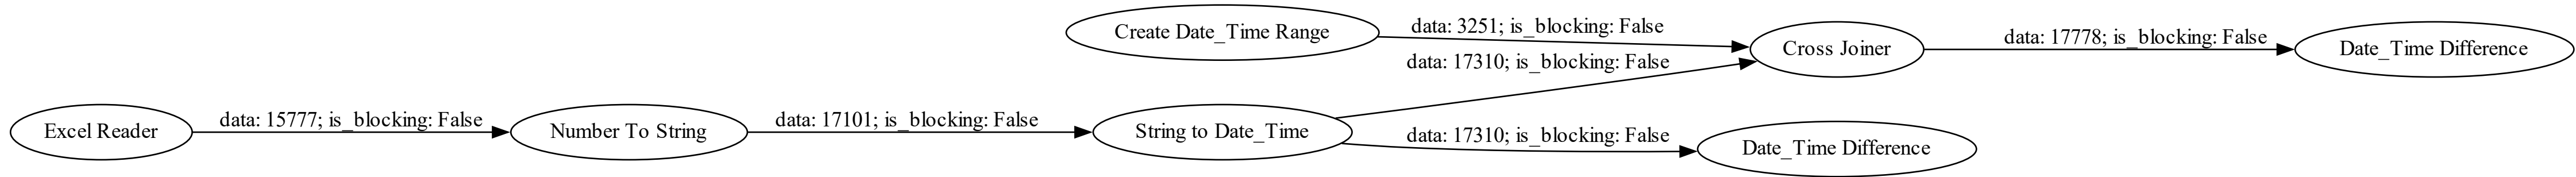 Create Date_Time Range
data: 3251; is_blocking: False
Cross Joiner
data: 17778; is_blocking: False
Date_Time Difference
data: 17310; is_blocking: False
Excel Reader
data: 15777; is_blocking: False
Number To String
data: 17101; is_blocking: False
String to Date_Time
data: 17310; is_blocking: False
Date_Time Difference